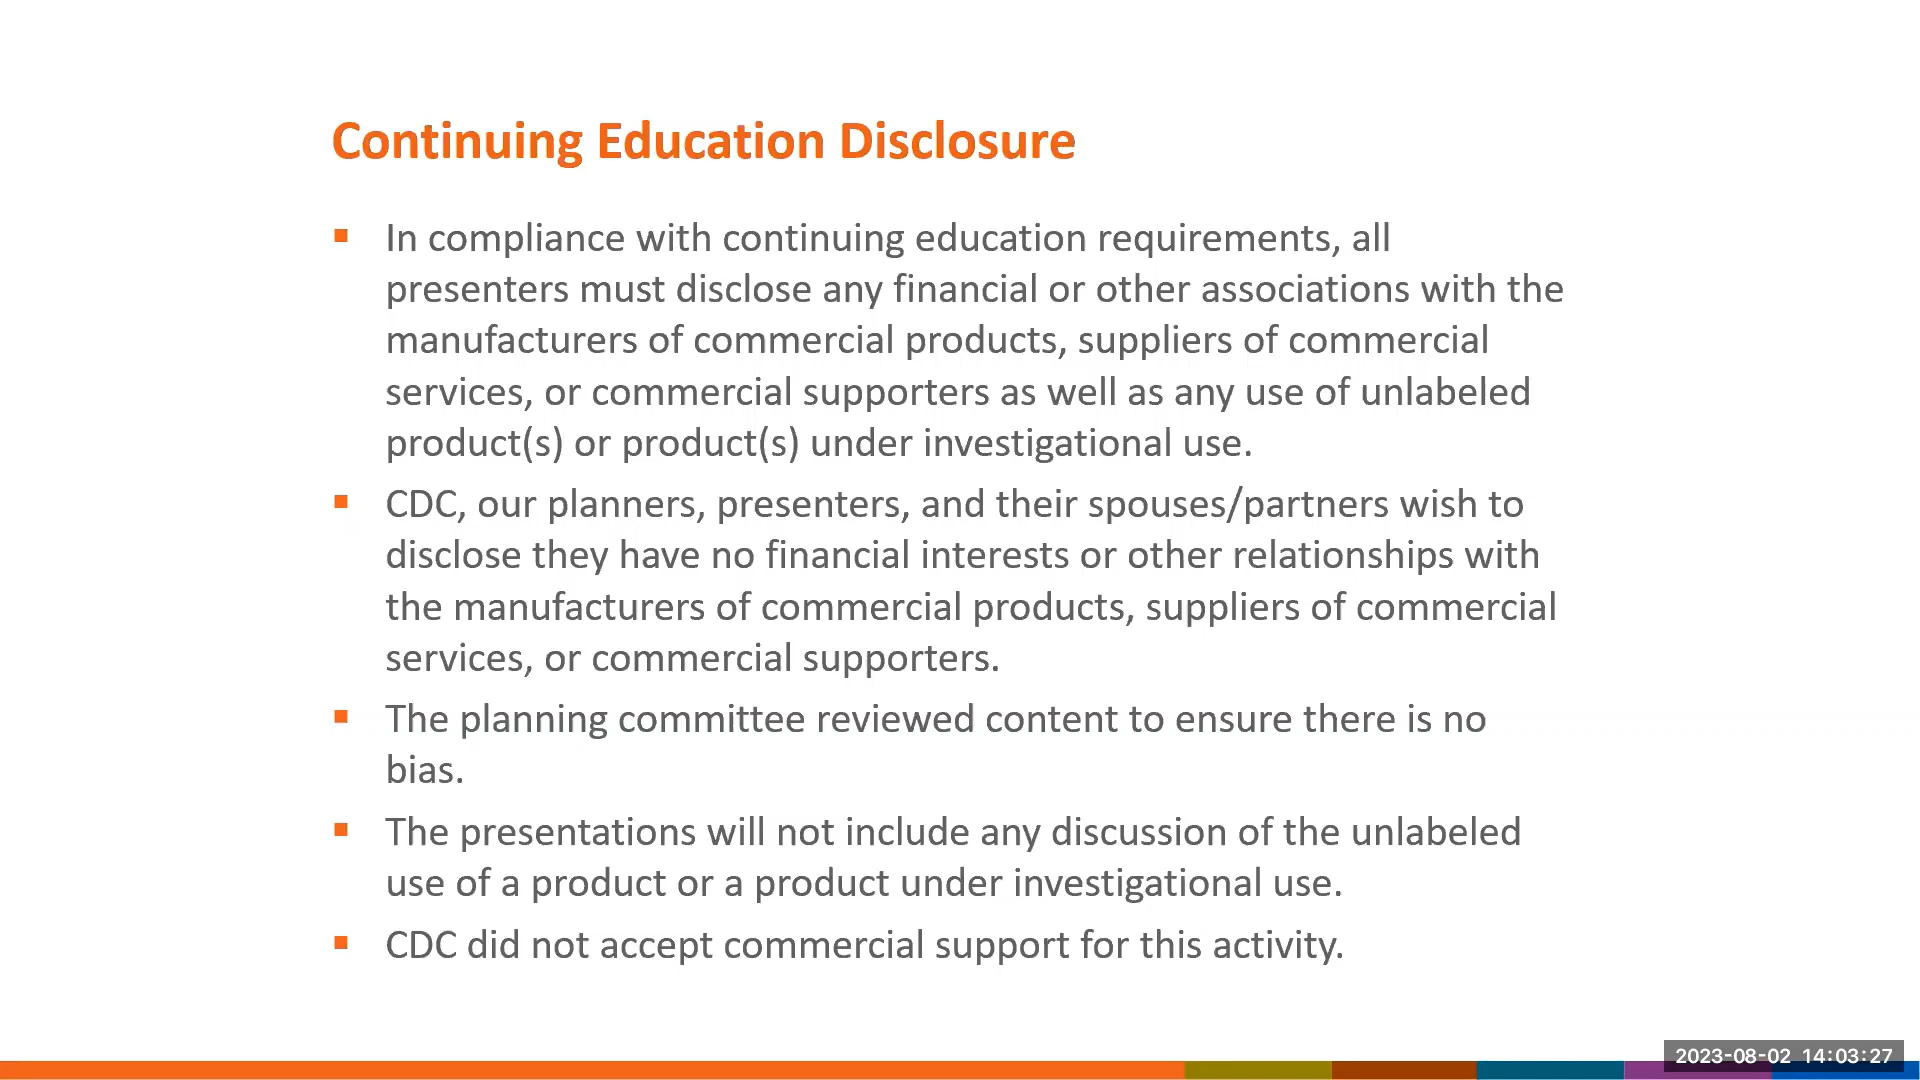 Continuing Education Disclosure
▪ In compliance with continuing education requirements, all
presenters must disclose any financial or other associations with the
manufacturers of commercial products, suppliers of commercial
services, or commercial supporters as well as any use of unlabeled
product(s) or product(s) under investigational use.
▪ CDC, our planners, presenters, and their spouses/partners wish to
disclose they have no financial interests or other relationships with
the manufacturers of commercial products, suppliers of commercial
services, or commercial supporters.
▪ The planning committee reviewed content to ensure there is no
bias.
▪ The presentations will not include any discussion of the unlabeled
use of a product or a product under investigational use.
▪ CDC did not accept commercial support for this activity.
2023-08-02 14:03:27